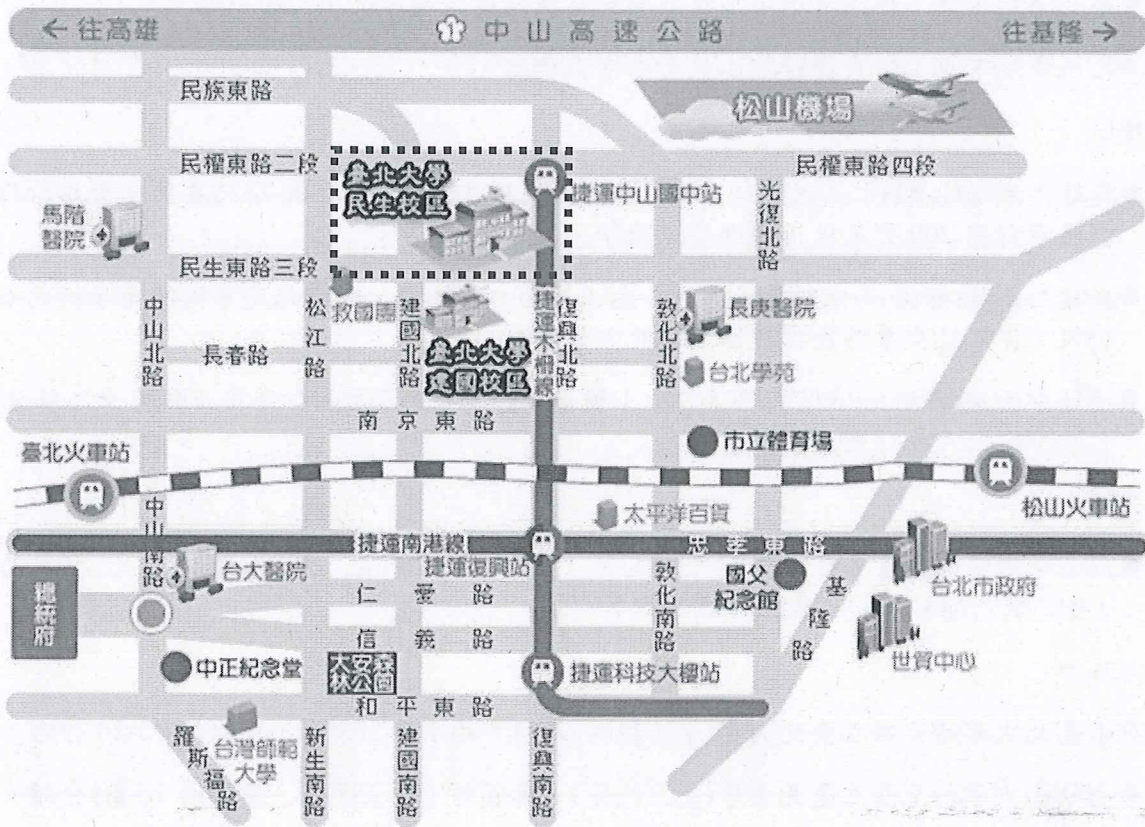 ← 往高雄
1 中山高速公路
往基隆 →
民族東路
松山機場
民權東路二段
臺北大學
民生校區
捷運中山國中站
民權東路四段
光復北路
馬階
醫院
民生東路三段
中山北路
松江路
救國團
建國北路
捷運木柵線
復興北路
敦化北路
長庚醫院
長春路
臺北大學
建國校區
台北學苑
南京東路
市立體育場
臺北火車站
松山火車站
中山南路
太平洋百貨
捷運南港線
忠孝東路
捷運復興站
台大醫院
總統府
仁愛路
敦化南路
國父
紀念館
基隆路
台北市政府
信義路
世貿中心
中正紀念堂
大安森
林公園
捷運科技大樓站
和平東路
羅斯福路
台灣師範
大學
新生南路
建國南路
復興南路